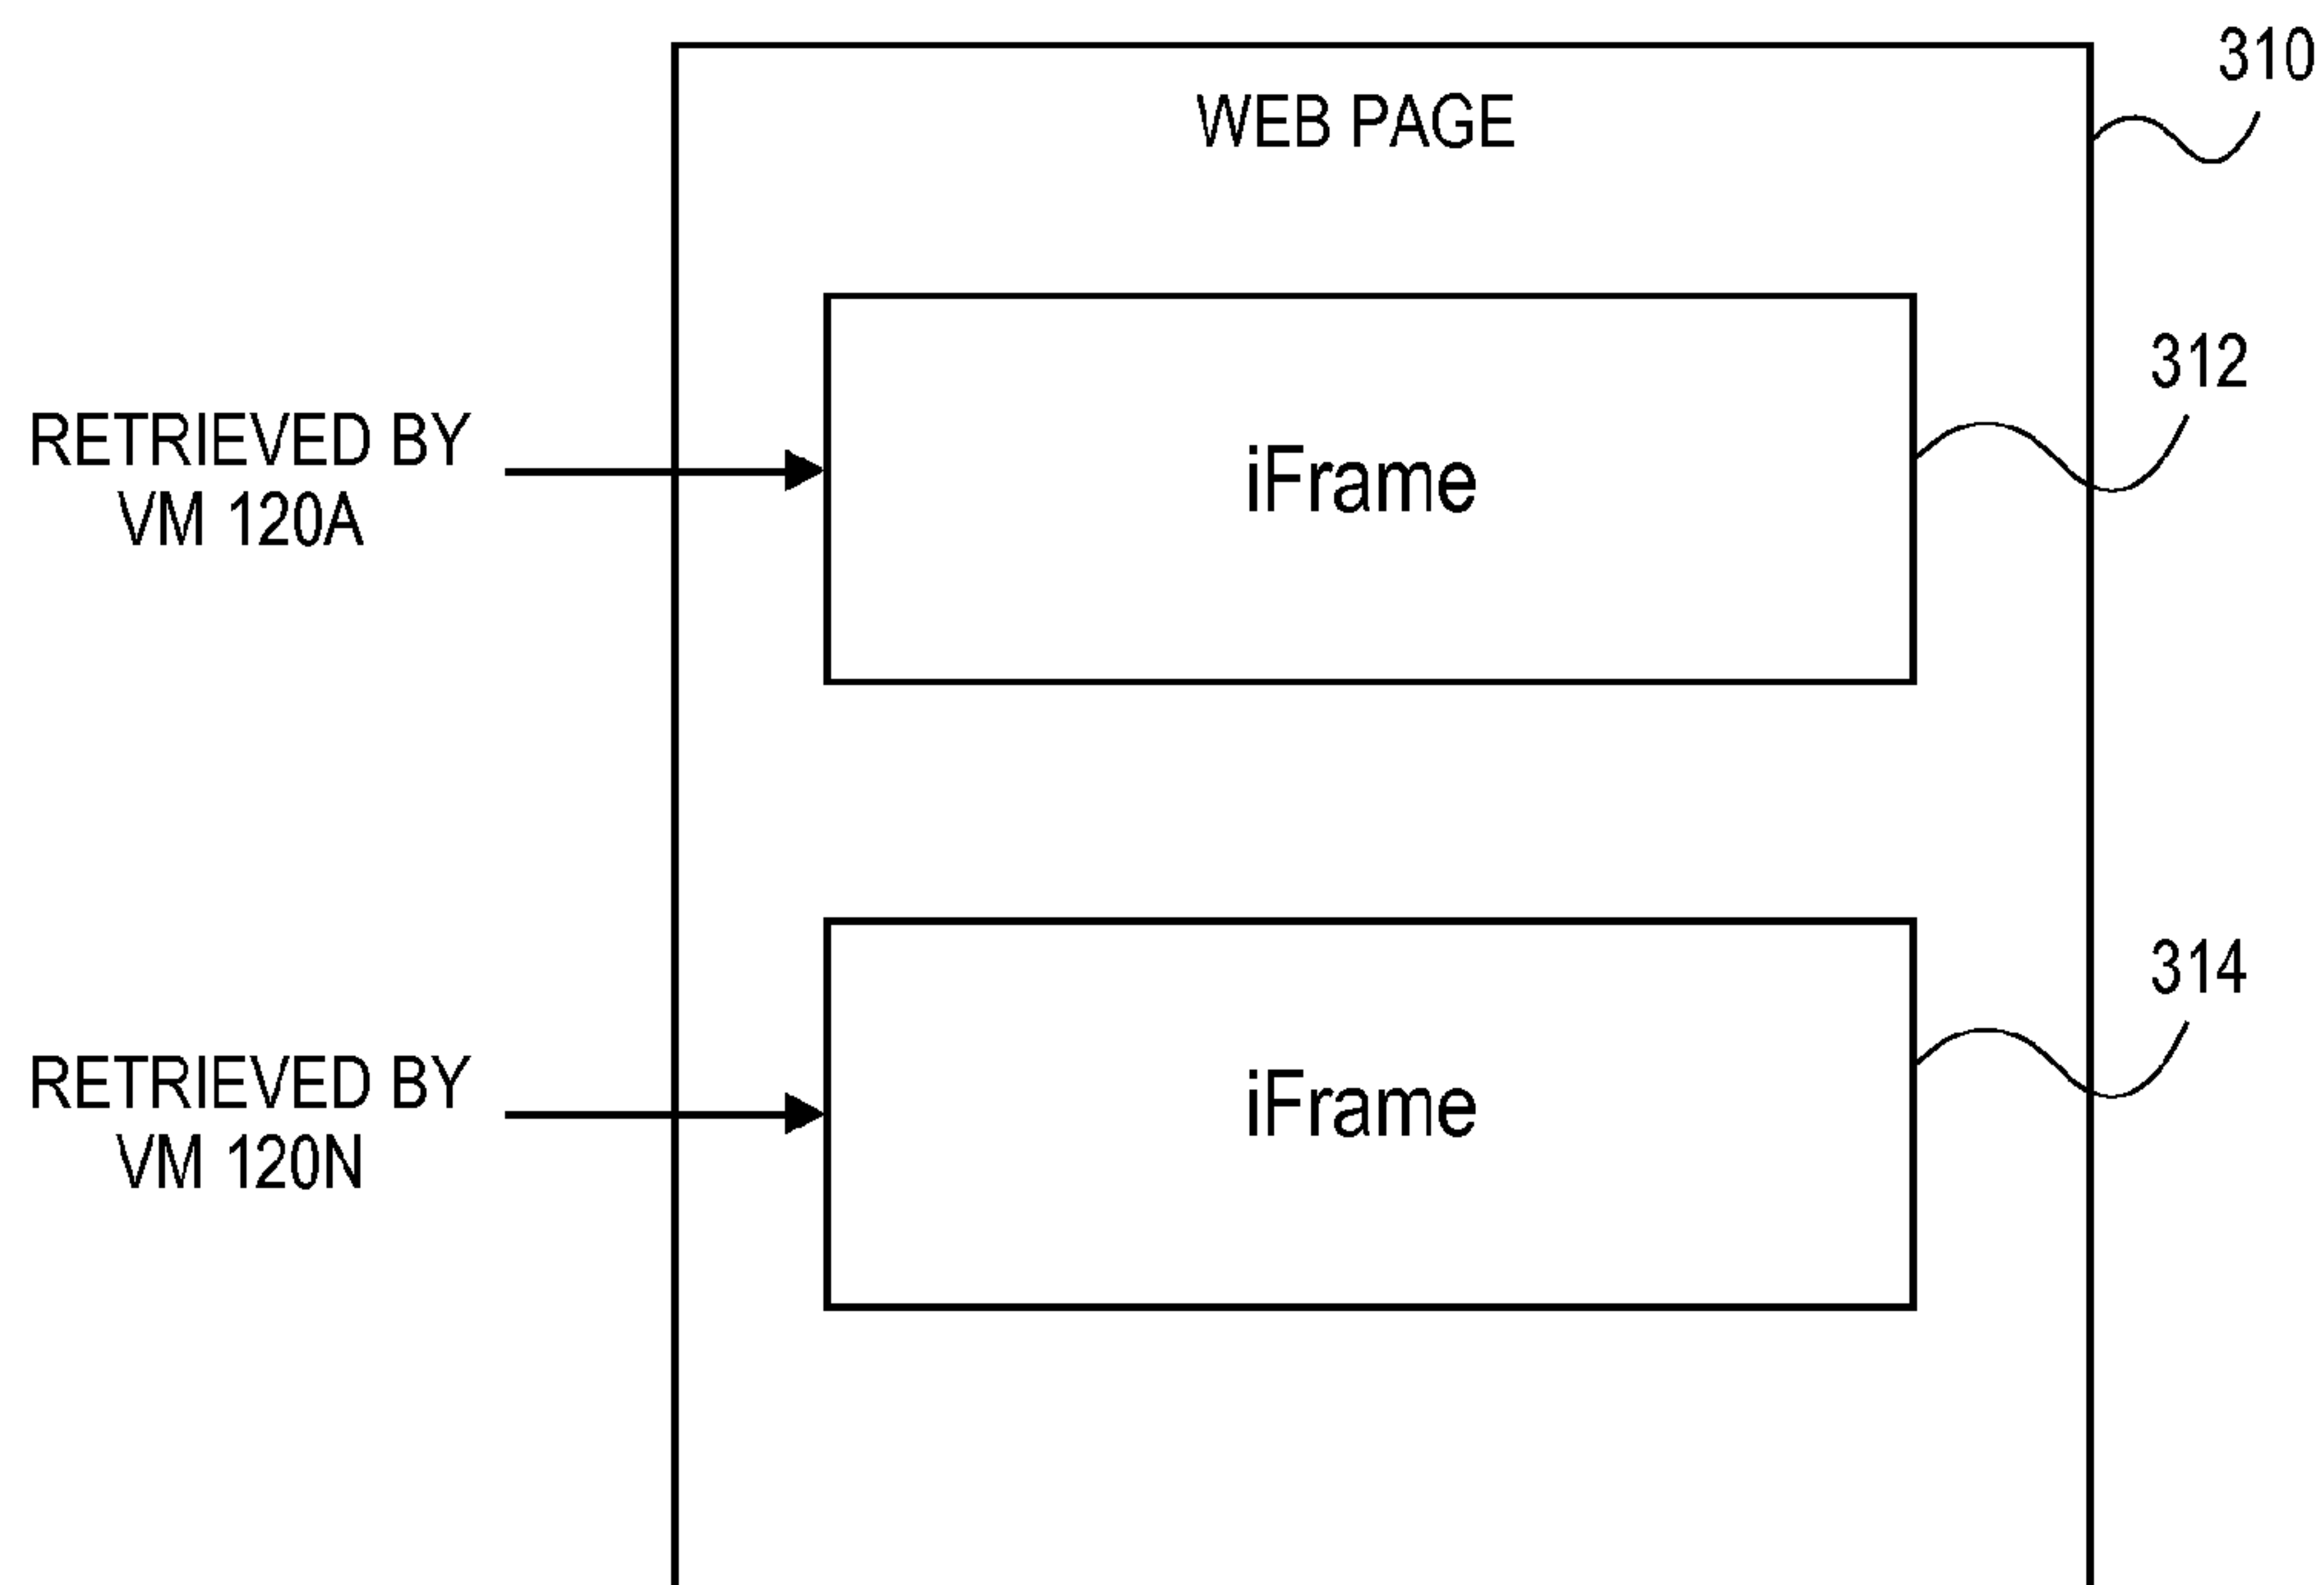 310
WEB PAGE
312
RETRIEVED BY
VM 120A
iFrame
314
RETRIEVED BY
VM 120N
iFrame